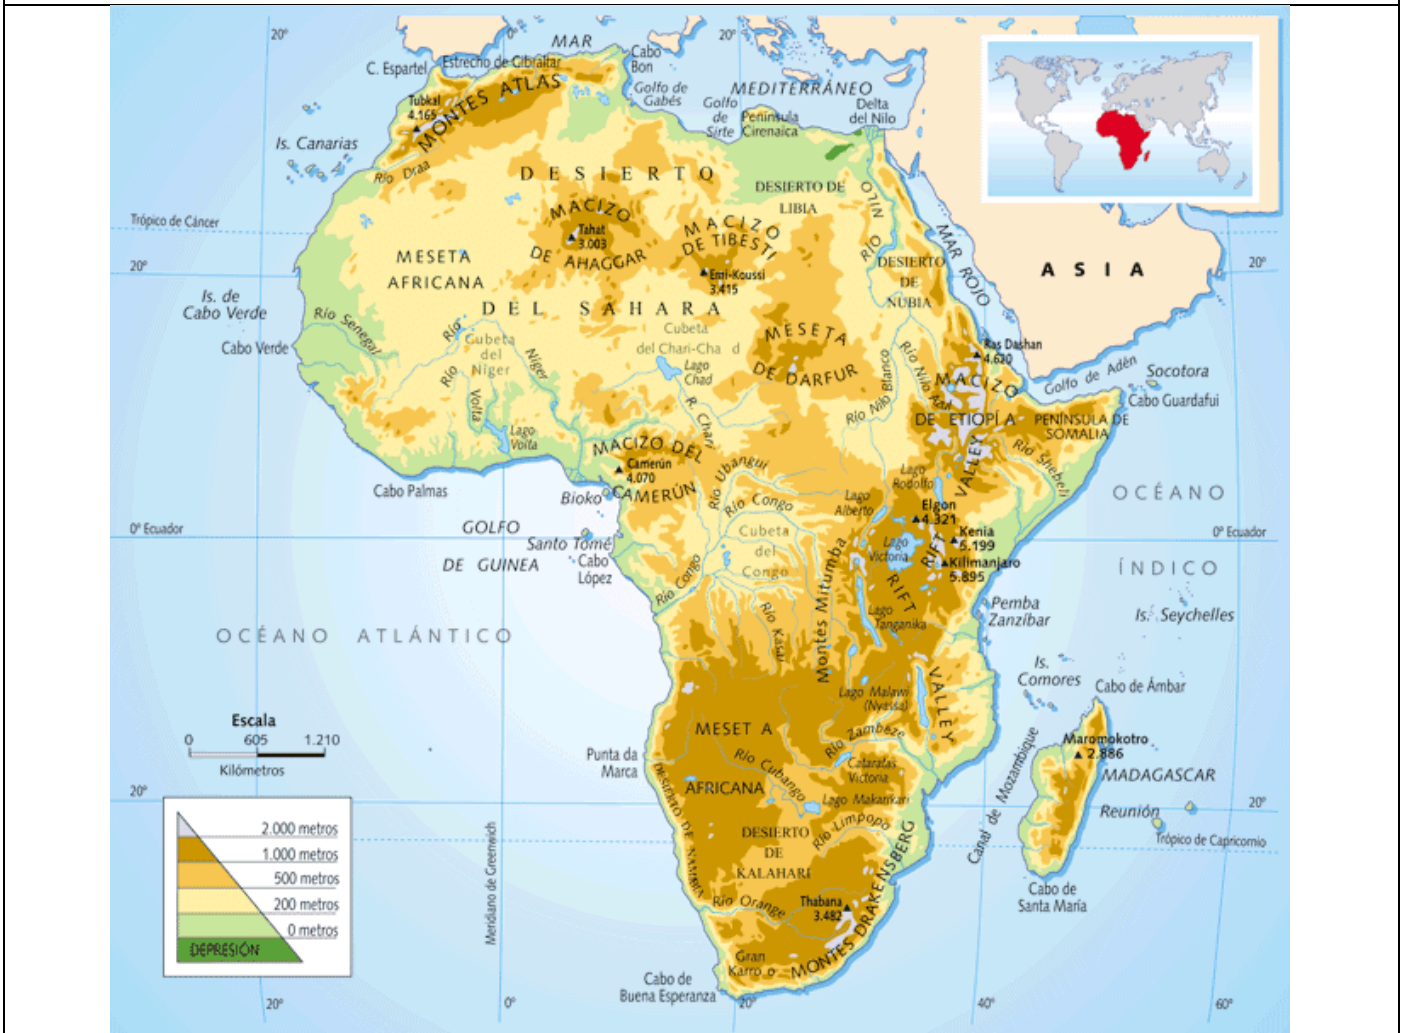 20°
0°
20°
MAR
MEDITERRÁNEO
C. Espartel
Estrecho de Gibraltar
Cabo
Bon
Golfo de
Gabés
Golfo
de
Sirte
Península
Cirenaica
Delta
del Nilo
Tubkal
4.165
MONTES ATLAS
Is. Canarias
Río Draa
DESIERTO
DESIERTO DE
LIBIA
RÍO NILO
Trópico de Cáncer
MACIZO
DE AHAGGAR
Tahat
3.003
MACIZO
DE TIBESTI
Emi-Koussi
3.415
MESETA
AFRICANA
DESIERTO
DE
NUBIA
MAR ROJO
ASIA
20°
20°
DEL SAHARA
Is. de
Cabo Verde
Cabo Verde
Río Senegal
Río
Níger
Cubeta
del
Níger
Cubeta
del Chari-Cha d
Lago
Chad
MESETA
DE DARFUR
Río Nilo Blanco
Río Nilo Azul
Ras Dashan
4.620
Golfo de Adén
Socotora
Cabo Guardafui
MACIZO
DE ETIOPÍ A
PENÍNSULA DE
SOMALIA
Río Volta
Lago
Volta
R. Chari
MACIZO DEL
CAMERÚN
Camerún
4.070
Río Ubangui
Río Shebeli
Lago
Rodolfo
RIFT VALLEY
Cabo Palmas
Bioko
Río Congo
Lago
Alberto
Elgon
4.321
OCÉANO
ÍNDICO
0° Ecuador
0° Ecuador
GOLFO
DE GUINEA
Santo Tomé
Cabo
López
Cubeta
del
Congo
Lago
Victoria
Kenia
5.199
Kilimanjaro
5.895
Río Congo
Río Kasai
Montes Mitumba
RIFT
Lago
Tanganika
Pemba
Zanzíbar
Is. Seychelles
OCÉANO ATLÁNTICO
Is.
Comores
Cabo de Ámbar
Lago Malawi
(Nyassa)
VALLEY
Escala
0 605 1.210
Kilómetros
MESET A
AFRICANA
Río Zambeze
Maromokotro
2.886
Punta da
Marca
Río Cubango
Cataratas
Victoria
Canal de Mozambique
MADAGASCAR
20°
20°
DESIERTO DE NAMIBIA
Lago Makarikari
Reunión
Río Limpopo
DESIERTO
DE
KALAHARI
Trópico de Capricornio
2.000 metros
1.000 metros
500 metros
200 metros
0 metros
DEPRESIÓN
Meridiano de Greenwich
Río Orange
Thabana
3.482
MONTES DRAKENSBERG
Cabo de
Santa María
Gran
Karro o
Cabo de
Buena Esperanza
20°
0°
20°
40°
60°